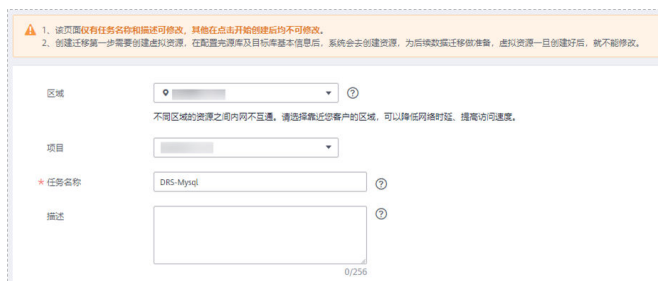 1、该页面仅有任务名称和描述可修改，其他在点击开始创建后均不可修改。
2、创建迁移第一步需要创建虚拟资源，在配置完源库及目标库基本信息后，系统会去创建资源，为后续数据迁移做准备，虚拟资源一旦创建好后，就不能修改。
区域
不同区域的资源之间内网不互通。请选择靠近您客户的区域，可以降低网络时延、提高访问速度。
项目
* 任务名称 DRS-Mysql
描述
0/256